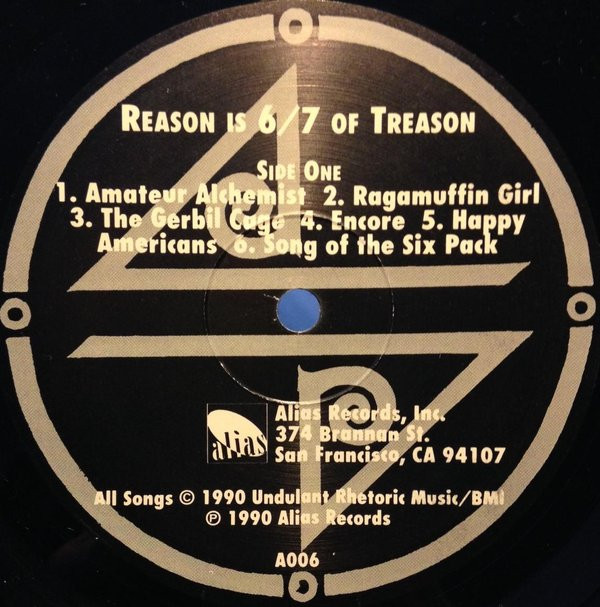 REASON IS 6/7 OF TREASON
SIDE ONE
1. Amateur Alchemist 2. Ragamuffin Girl
3. The Gerbil Cage 4. Encore 5. Happy
Americans 6. Song of the Six Pack
alias
Alias Records, Inc.
374 Brannan St.
San Francisco, CA 94107
All Songs © 1990 Undulant Rhetoric Music/BMI
℗ 1990 Alias Records
A006